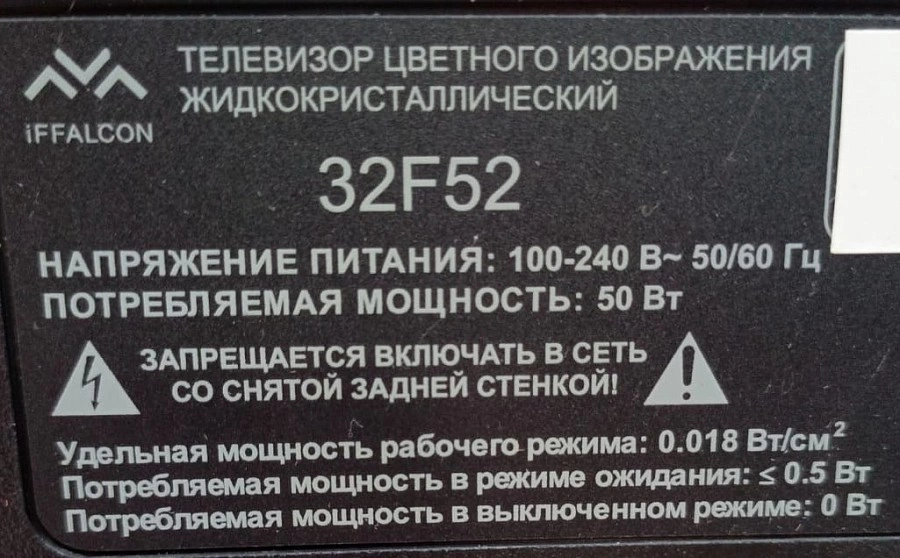 iFFALCON
ТЕЛЕВИЗОР ЦВЕТНОГО ИЗОБРАЖЕНИЯ
ЖИДКОКРИСТАЛЛИЧЕСКИЙ
32F52
НАПРЯЖЕНИЕ ПИТАНИЯ: 100-240 В~ 50/60 Гц
ПОТРЕБЛЯЕМАЯ МОЩНОСТЬ: 50 Вт
ЗАПРЕЩАЕТСЯ ВКЛЮЧАТЬ В СЕТЬ
СО СНЯТОЙ ЗАДНЕЙ СТЕНКОЙ!
Удельная мощность рабочего режима: 0.018 Вт/см²
Потребляемая мощность в режиме ожидания: ≤ 0.5 Вт
Потребляемая мощность в выключенном режиме: 0 Вт